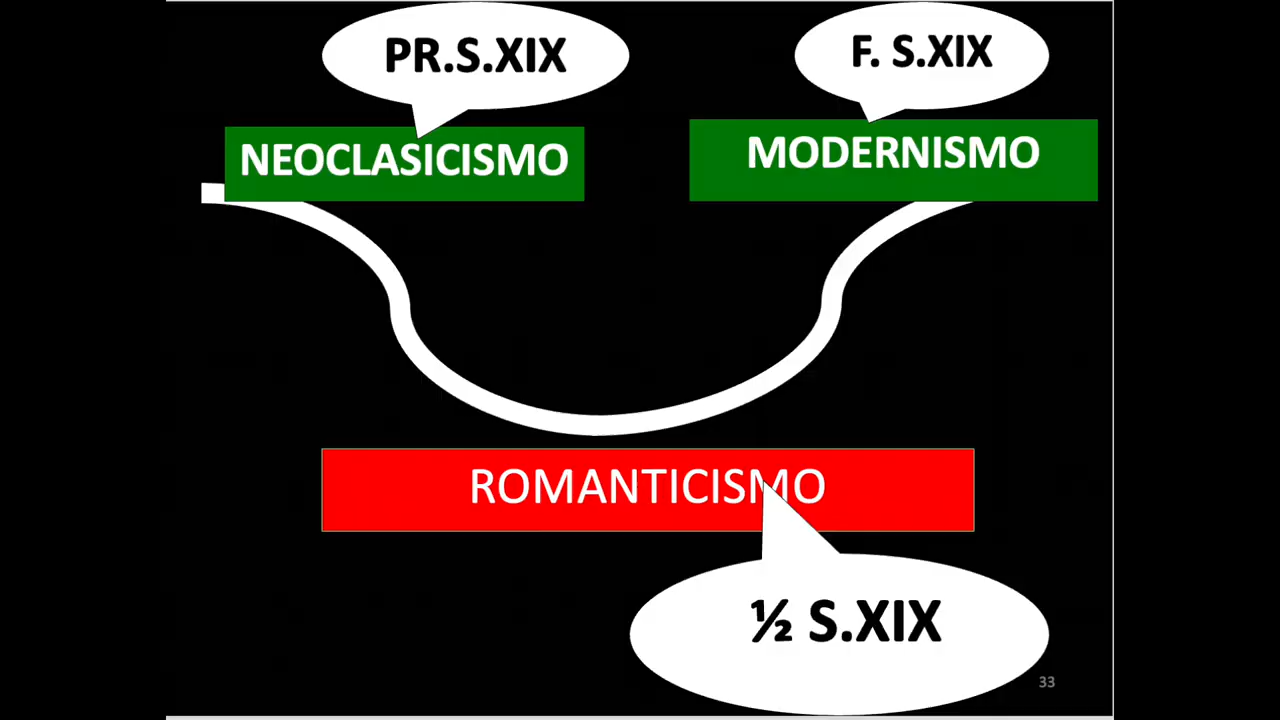 PR.S.XIX
F. S.XIX
NEOCLASICISMO
MODERNISMO
ROMANTICISMO
½ S.XIX
33